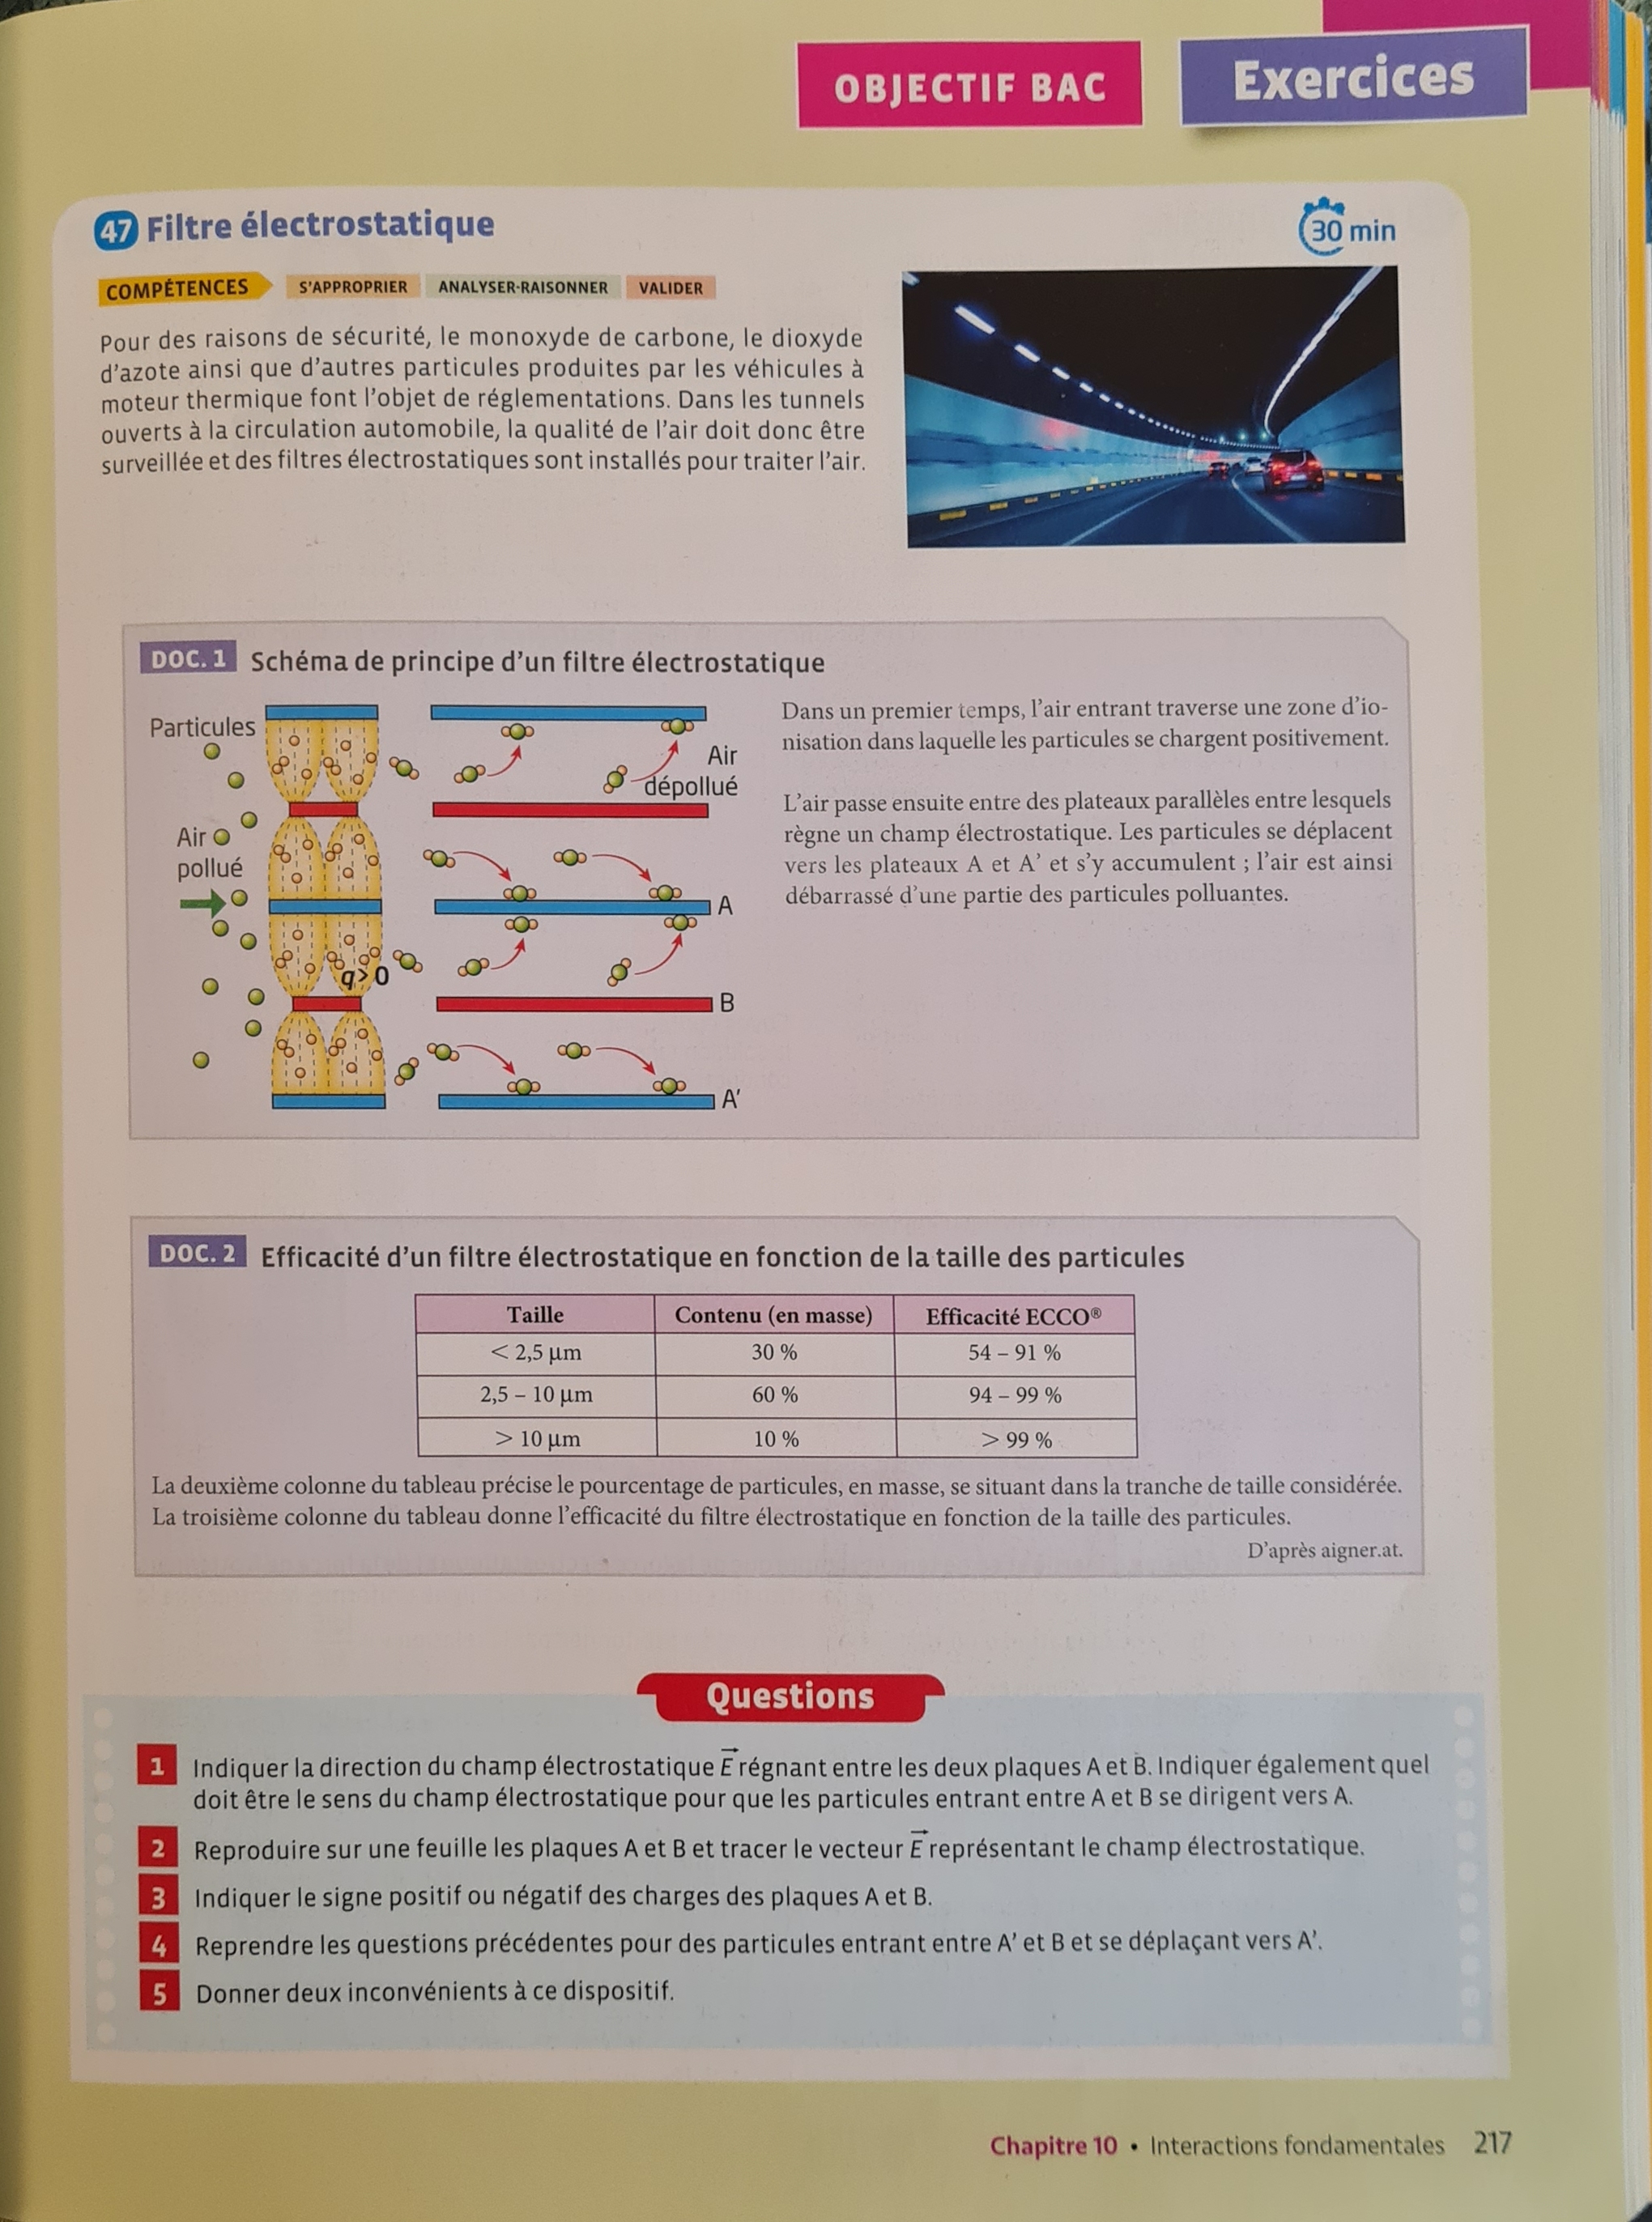 OBJECTIF BAC
Exercices
47 Filtre électrostatique
30 min
COMPÉTENCES S'APPROPRIER ANALYSER-RAISONNER VALIDER
Pour des raisons de sécurité, le monoxyde de carbone, le dioxyde
d'azote ainsi que d'autres particules produites par les véhicules à
moteur thermique font l'objet de réglementations. Dans les tunnels
ouverts à la circulation automobile, la qualité de l'air doit donc être
surveillée et des filtres électrostatiques sont installés pour traiter l'air.
DOC. 1 Schéma de principe d'un filtre électrostatique
Particules
Air
pollué
q > 0
Air
dépollué
A
B
A'
Dans un premier temps, l'air entrant traverse une zone d'io-
nisation dans laquelle les particules se chargent positivement.
L'air passe ensuite entre des plateaux parallèles entre lesquels
règne un champ électrostatique. Les particules se déplacent
vers les plateaux A et A' et s'y accumulent ; l'air est ainsi
débarrassé d'une partie des particules polluantes.
DOC. 2 Efficacité d'un filtre électrostatique en fonction de la taille des particules
Taille Contenu (en masse) Efficacité ECCO®
< 2,5 µm 30 % 54 – 91 %
2,5 – 10 µm 60 % 94 – 99 %
> 10 µm 10 % > 99 %
La deuxième colonne du tableau précise le pourcentage de particules, en masse, se situant dans la tranche de taille considérée.
La troisième colonne du tableau donne l'efficacité du filtre électrostatique en fonction de la taille des particules.
D'après aigner.at.
Questions
1 Indiquer la direction du champ électrostatique E⃗ régnant entre les deux plaques A et B. Indiquer également quel
doit être le sens du champ électrostatique pour que les particules entrant entre A et B se dirigent vers A.
2 Reproduire sur une feuille les plaques A et B et tracer le vecteur E⃗ représentant le champ électrostatique.
3 Indiquer le signe positif ou négatif des charges des plaques A et B.
4 Reprendre les questions précédentes pour des particules entrant entre A' et B et se déplaçant vers A'.
5 Donner deux inconvénients à ce dispositif.
Chapitre 10 • Interactions fondamentales 217